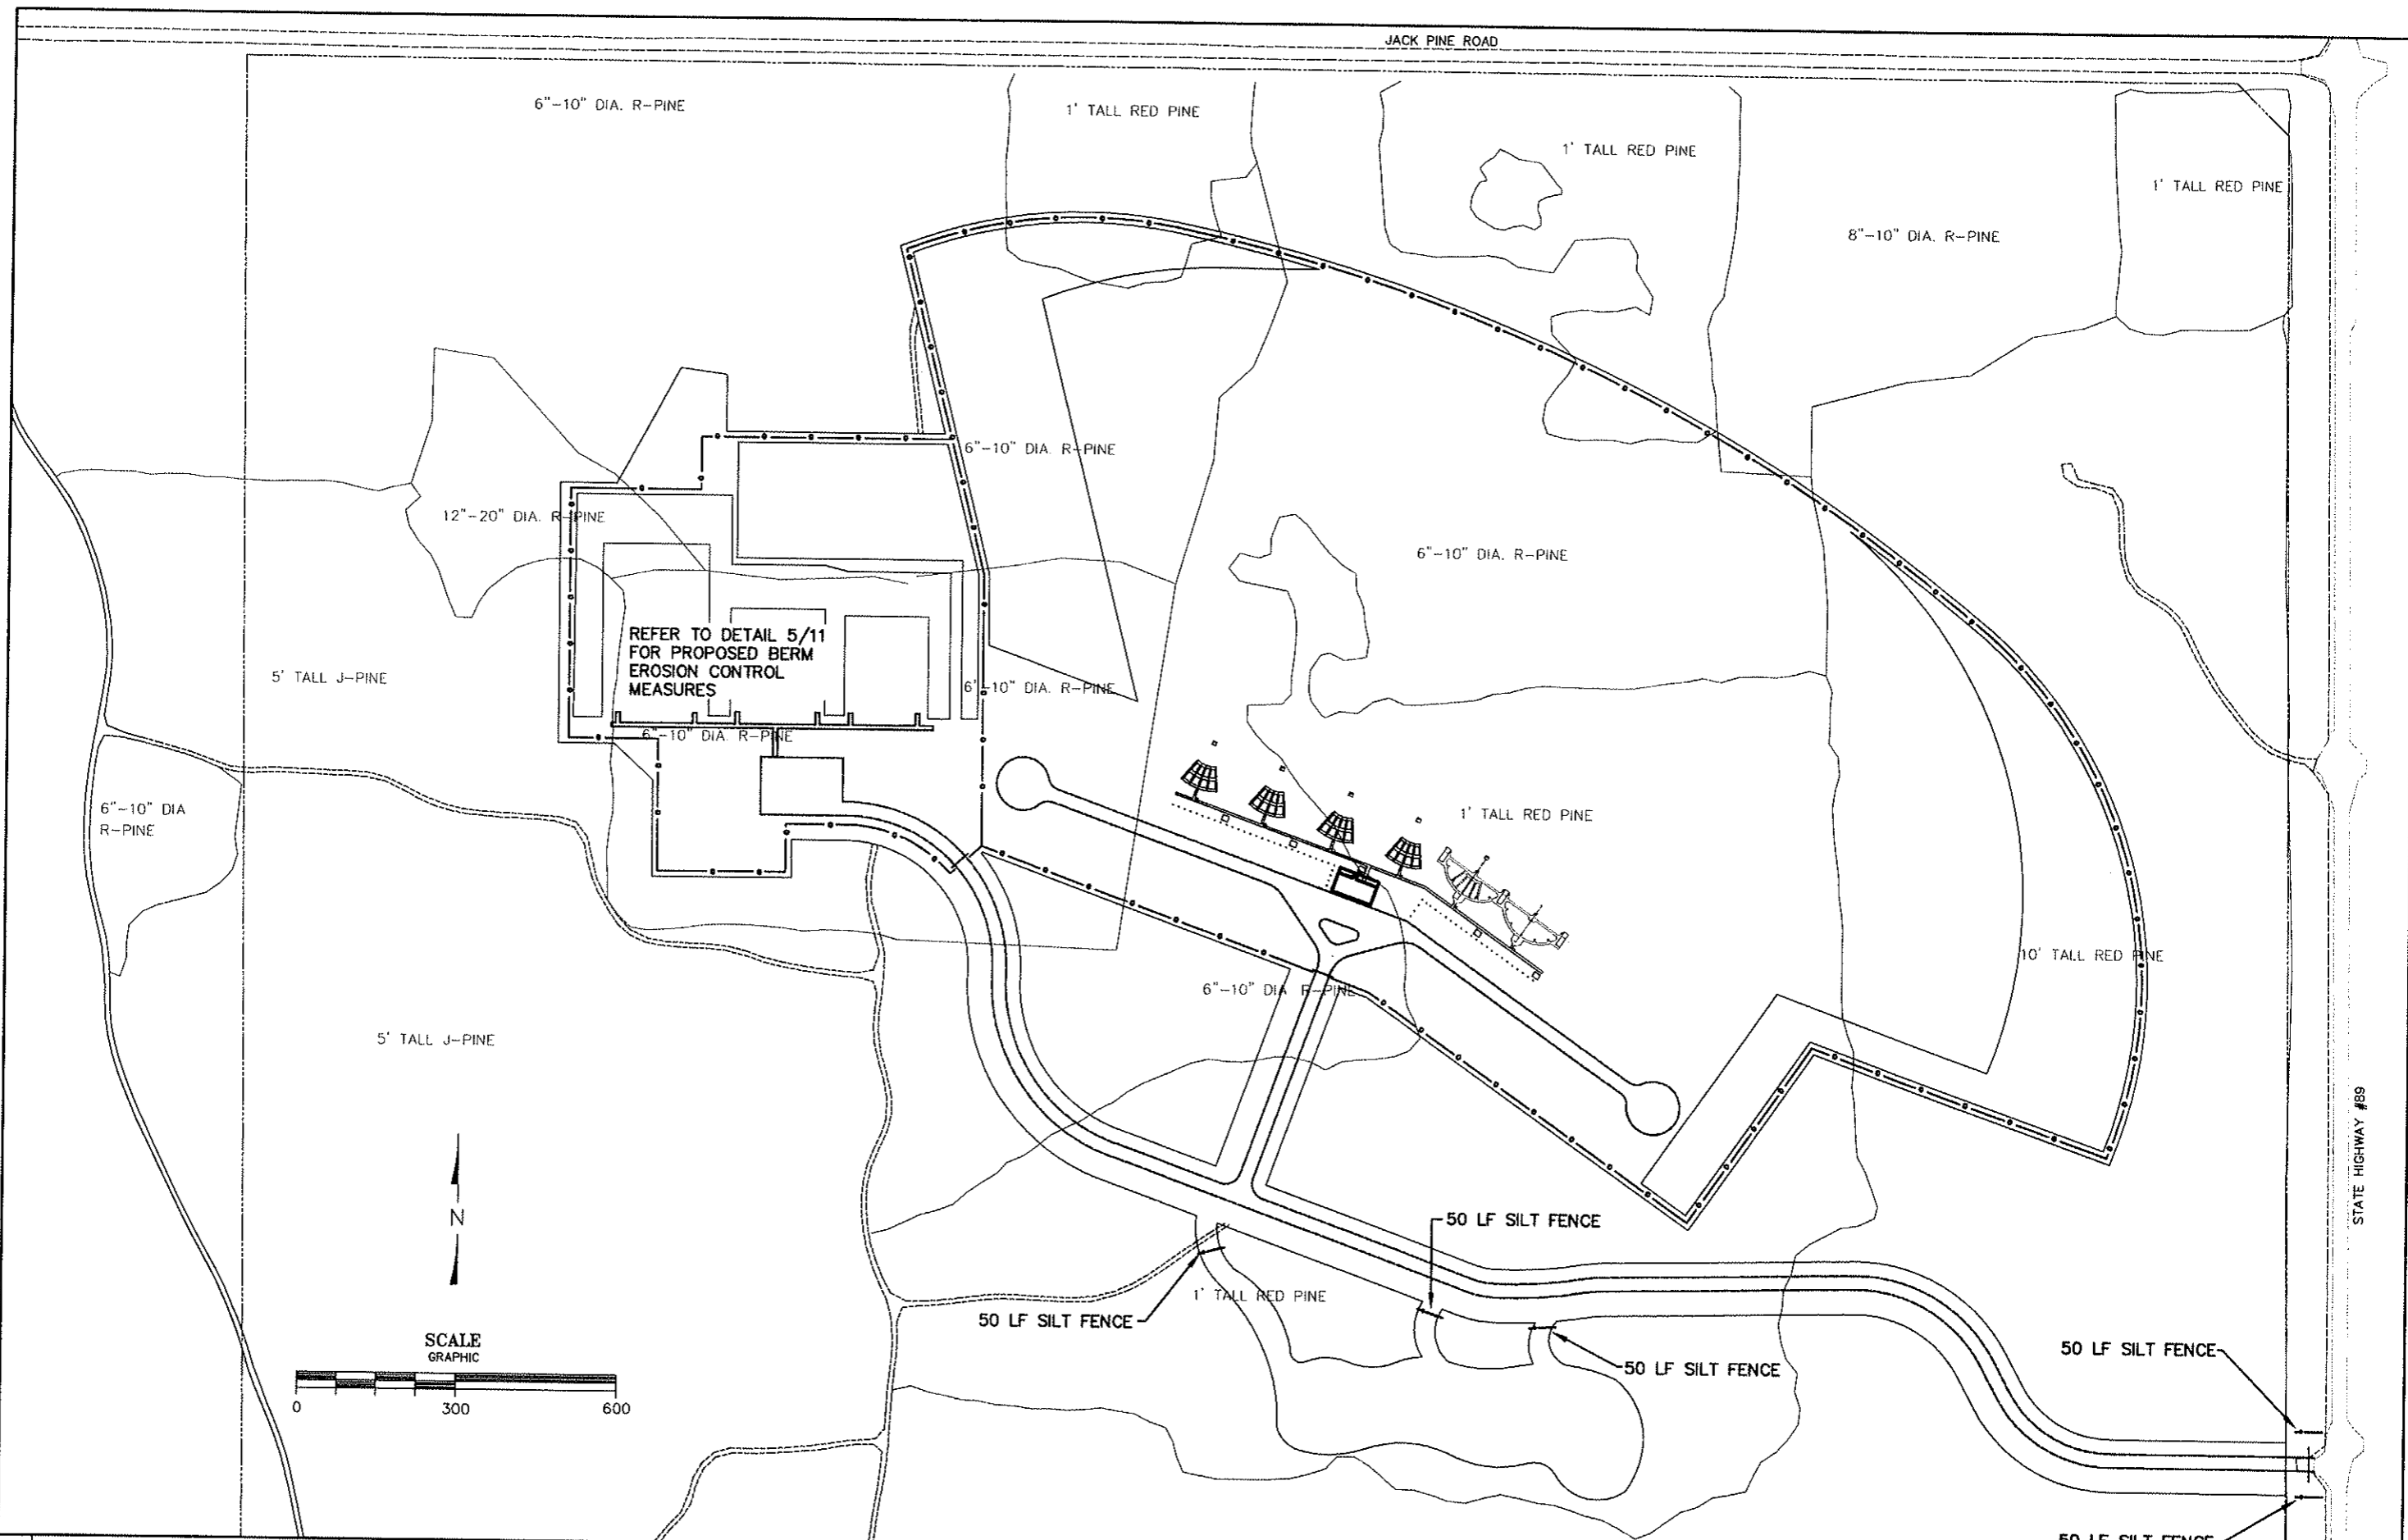 JACK PINE ROAD
6"-10" DIA. R-PINE
1' TALL RED PINE
1' TALL RED PINE
1' TALL RED PINE
8"-10" DIA. R-PINE
6"-10" DIA. R-PINE
12"-20" DIA. R-PINE
6"-10" DIA. R-PINE
REFER TO DETAIL 5/11
FOR PROPOSED BERM
EROSION CONTROL
MEASURES
5' TALL J-PINE
6"-10" DIA. R-PINE
6"-10" DIA. R-PINE
6"-10" DIA
R-PINE
1' TALL RED PINE
10' TALL RED PINE
6"-10" DIA R-PINE
5' TALL J-PINE
STATE HIGHWAY #89
N
50 LF SILT FENCE
1' TALL RED PINE
50 LF SILT FENCE
SCALE
GRAPHIC
0 300 600
50 LF SILT FENCE
50 LF SILT FENCE
50 LF SILT FENCE